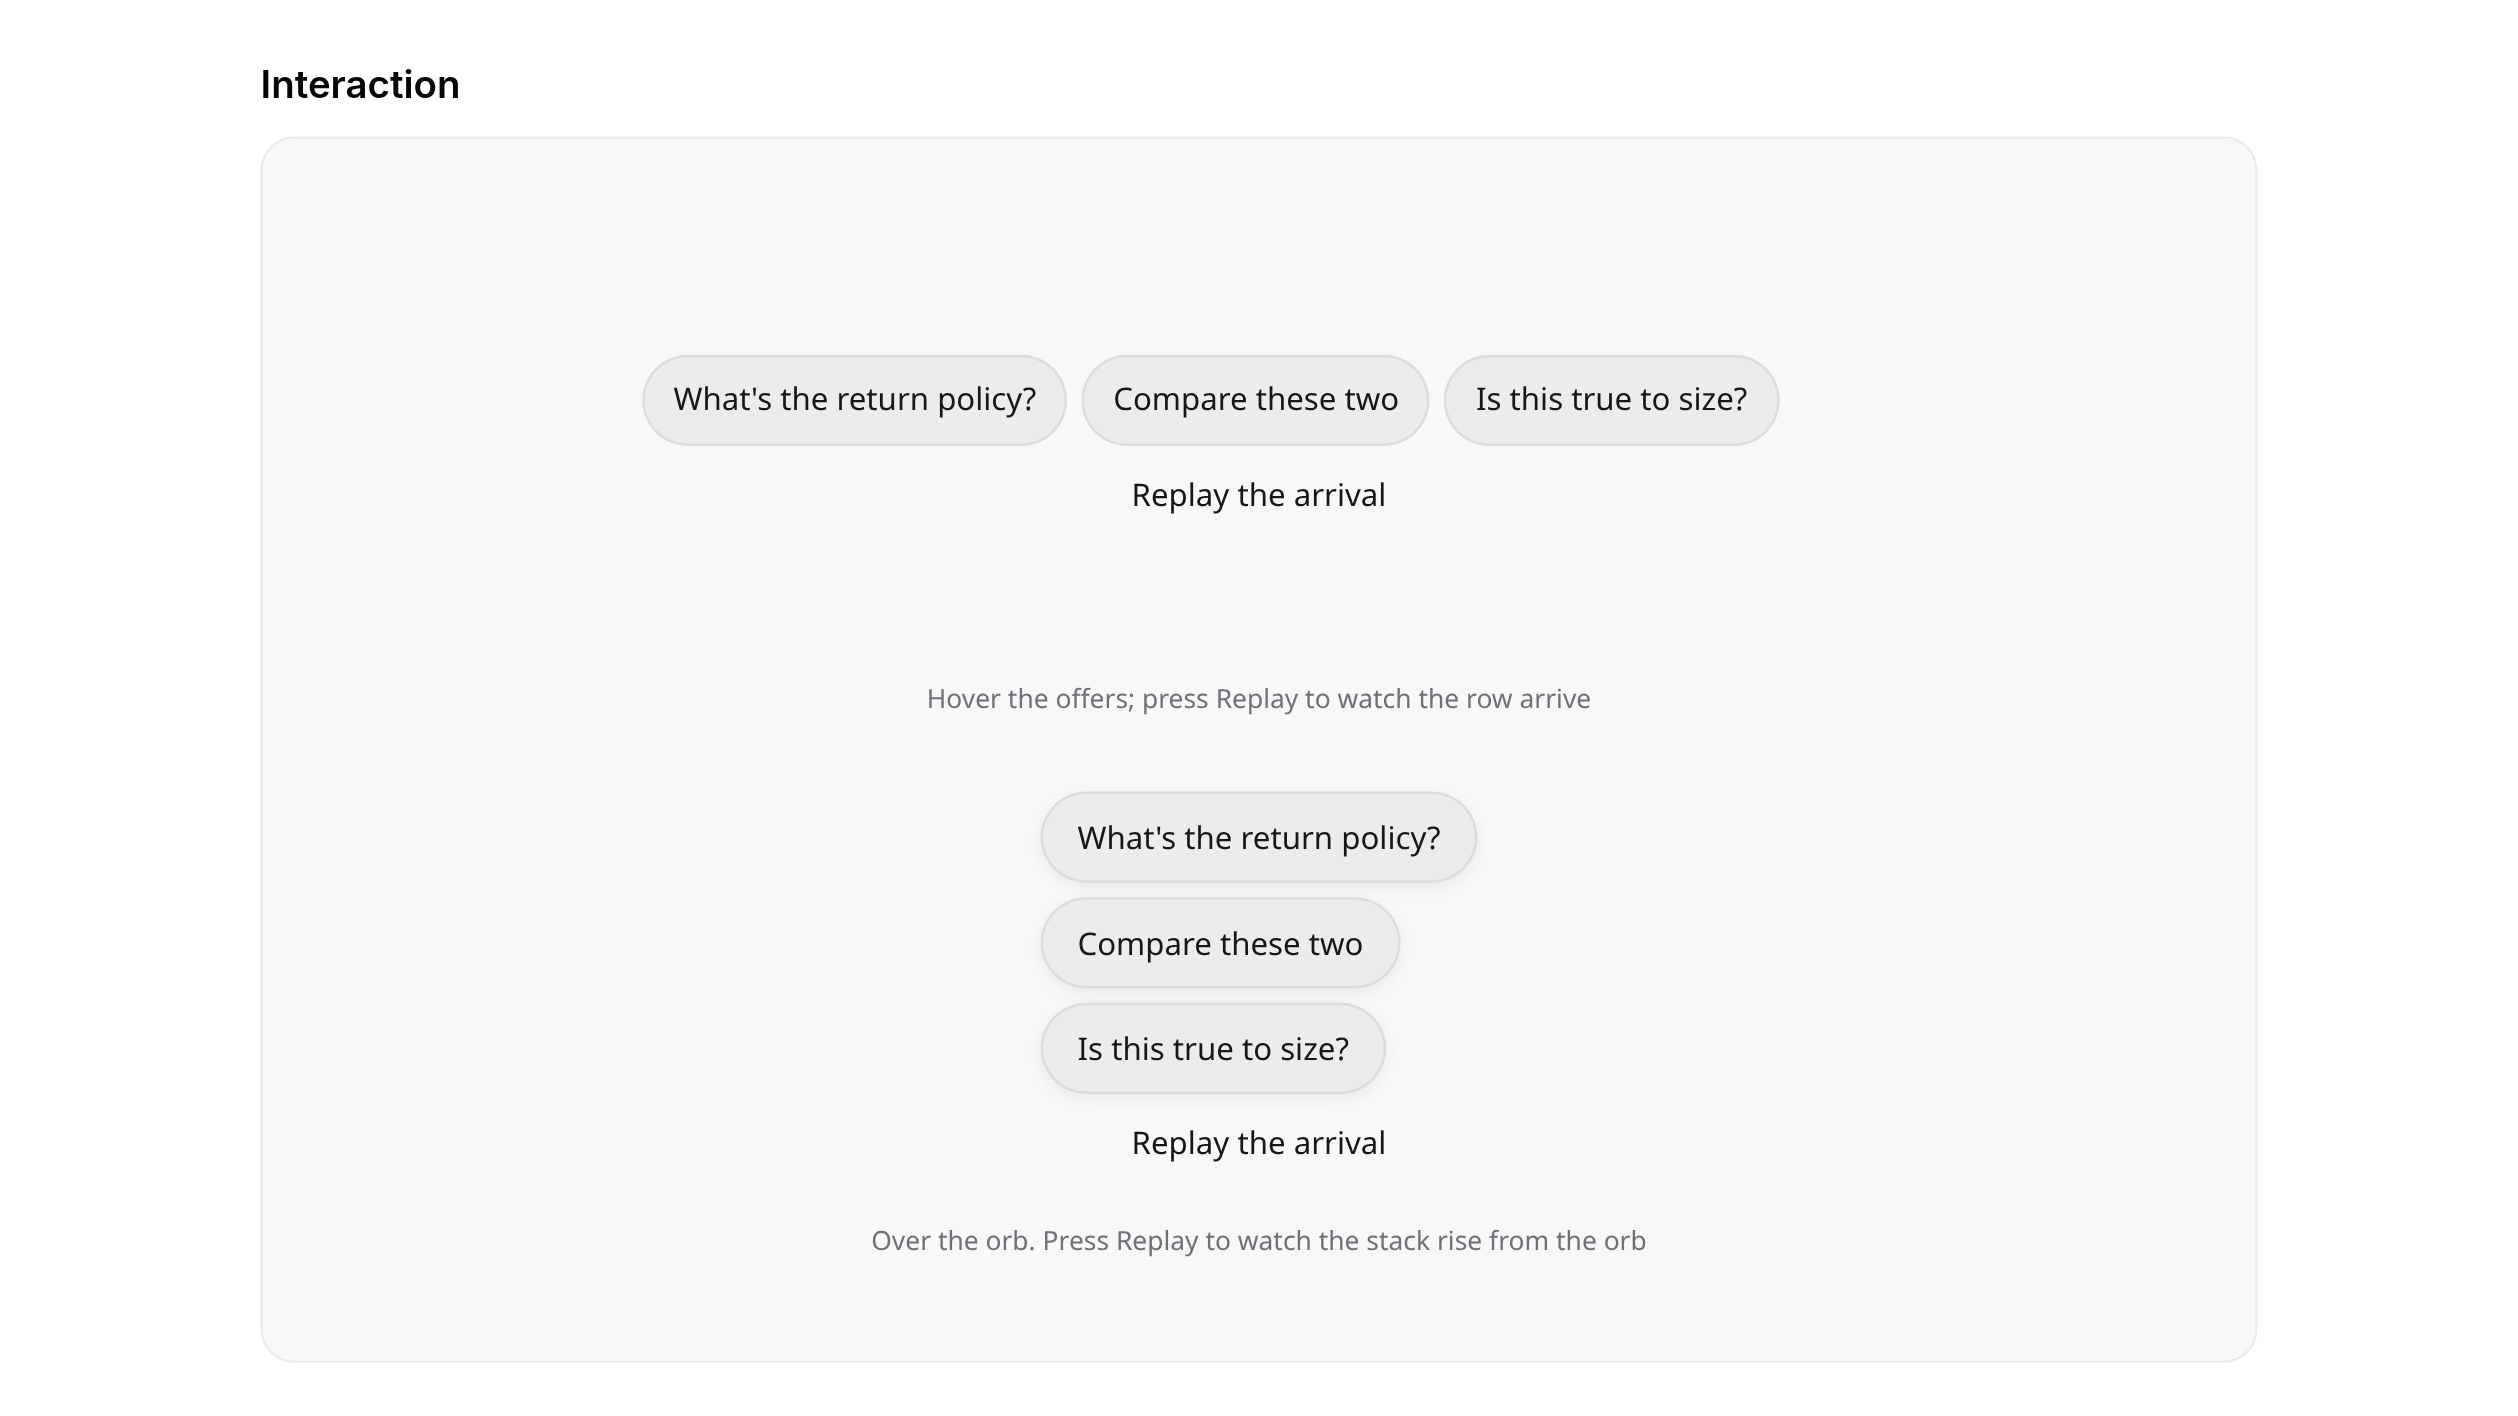 Interaction
What's the return policy? Compare these two Is this true to size?
Replay the arrival
Hover the offers; press Replay to watch the row arrive
What's the return policy?
Compare these two
Is this true to size?
Replay the arrival
Over the orb. Press Replay to watch the stack rise from the orb